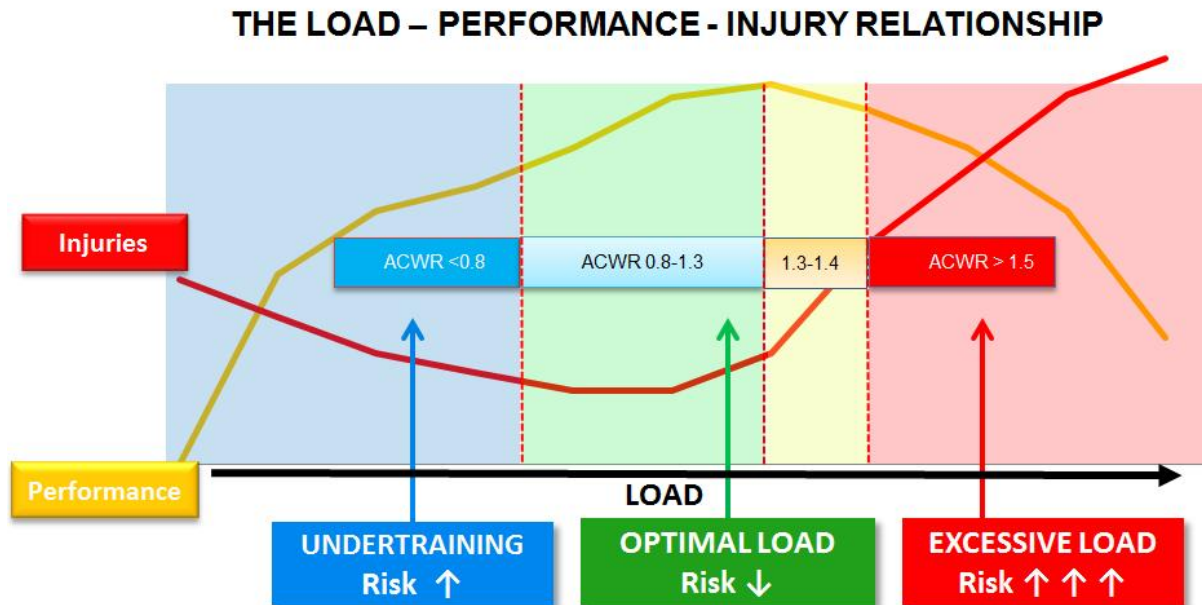 THE LOAD – PERFORMANCE - INJURY RELATIONSHIP
Injuries
ACWR <0.8
ACWR 0.8-1.3
1.3-1.4
ACWR > 1.5
Performance
LOAD
UNDERTRAINING
Risk ↑
OPTIMAL LOAD
Risk ↓
EXCESSIVE LOAD
Risk ↑ ↑ ↑